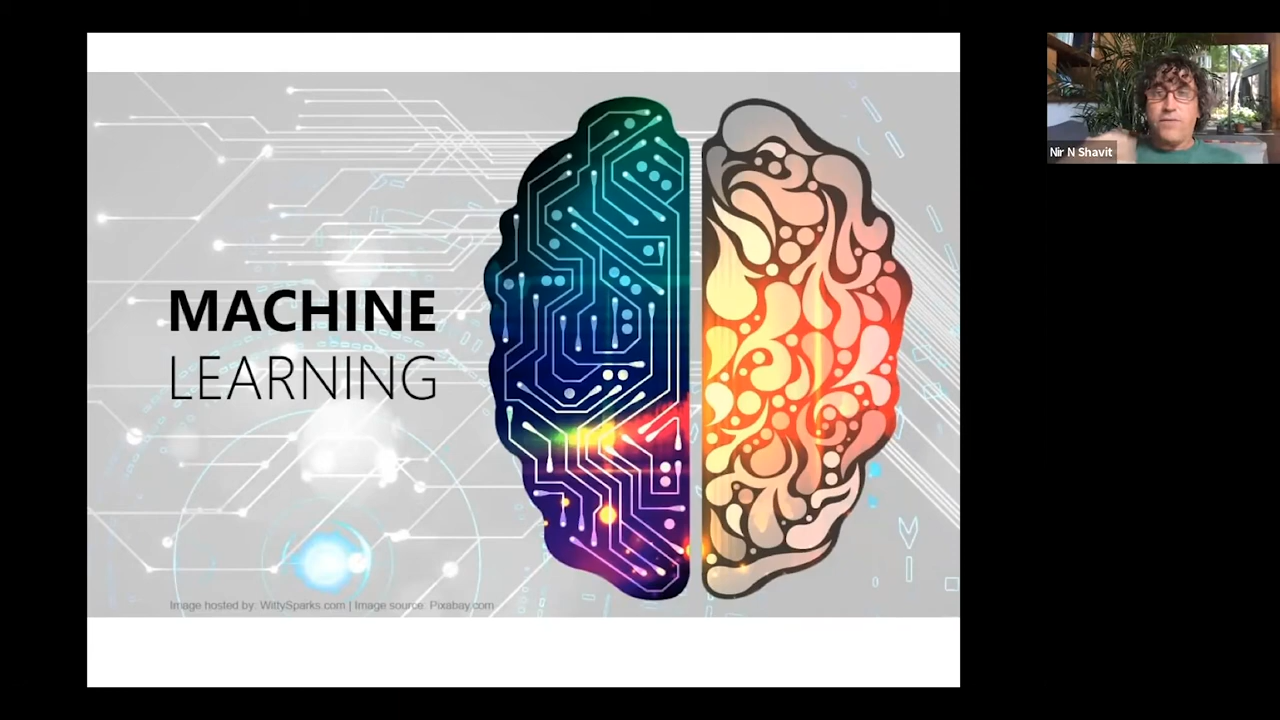 MACHINE
LEARNING
Image hosted by: WittySparks.com | Image source: Pixabay.com
Nir N Shavit